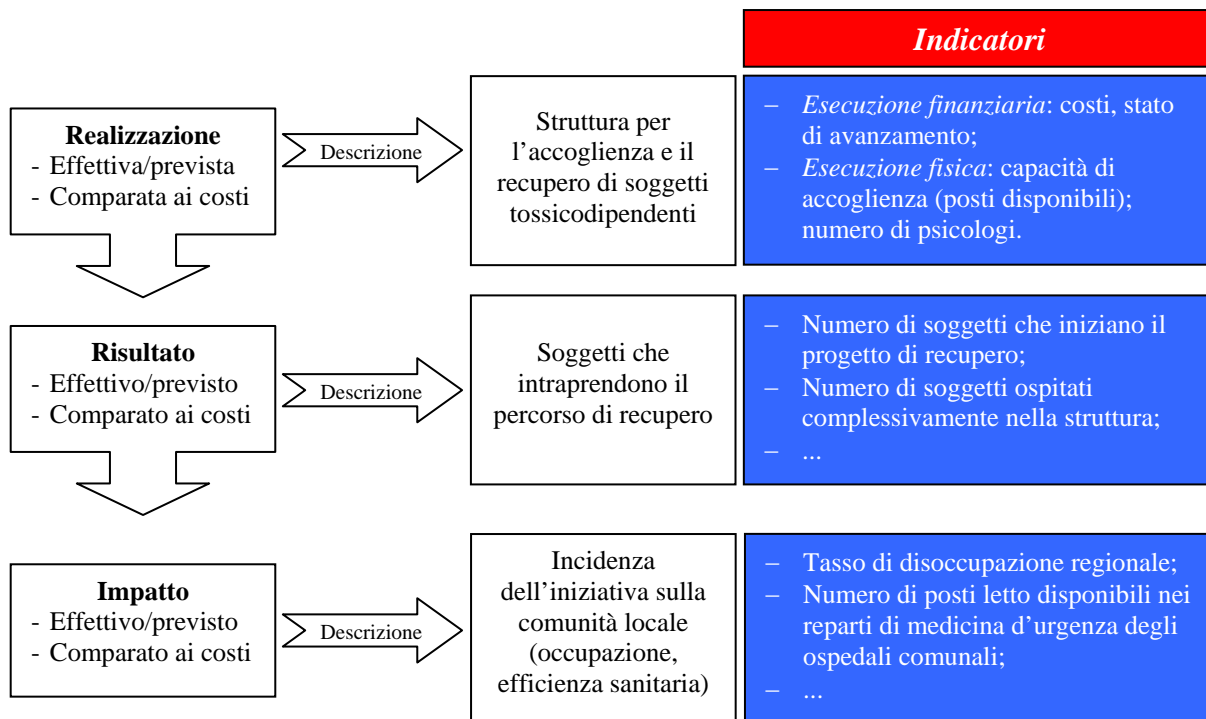 Indicatori
Realizzazione
- Effettiva/prevista
- Comparata ai costi
Descrizione
Struttura per
l’accoglienza e il
recupero di soggetti
tossicodipendenti
– Esecuzione finanziaria: costi, stato
di avanzamento;
– Esecuzione fisica: capacità di
accoglienza (posti disponibili);
numero di psicologi.
Risultato
- Effettivo/previsto
- Comparato ai costi
Descrizione
Soggetti che
intraprendono il
percorso di recupero
– Numero di soggetti che iniziano il
progetto di recupero;
– Numero di soggetti ospitati
complessivamente nella struttura;
– ...
Impatto
- Effettivo/previsto
- Comparato ai costi
Descrizione
Incidenza
dell’iniziativa sulla
comunità locale
(occupazione,
efficienza sanitaria)
– Tasso di disoccupazione regionale;
– Numero di posti letto disponibili nei
reparti di medicina d’urgenza degli
ospedali comunali;
– ...